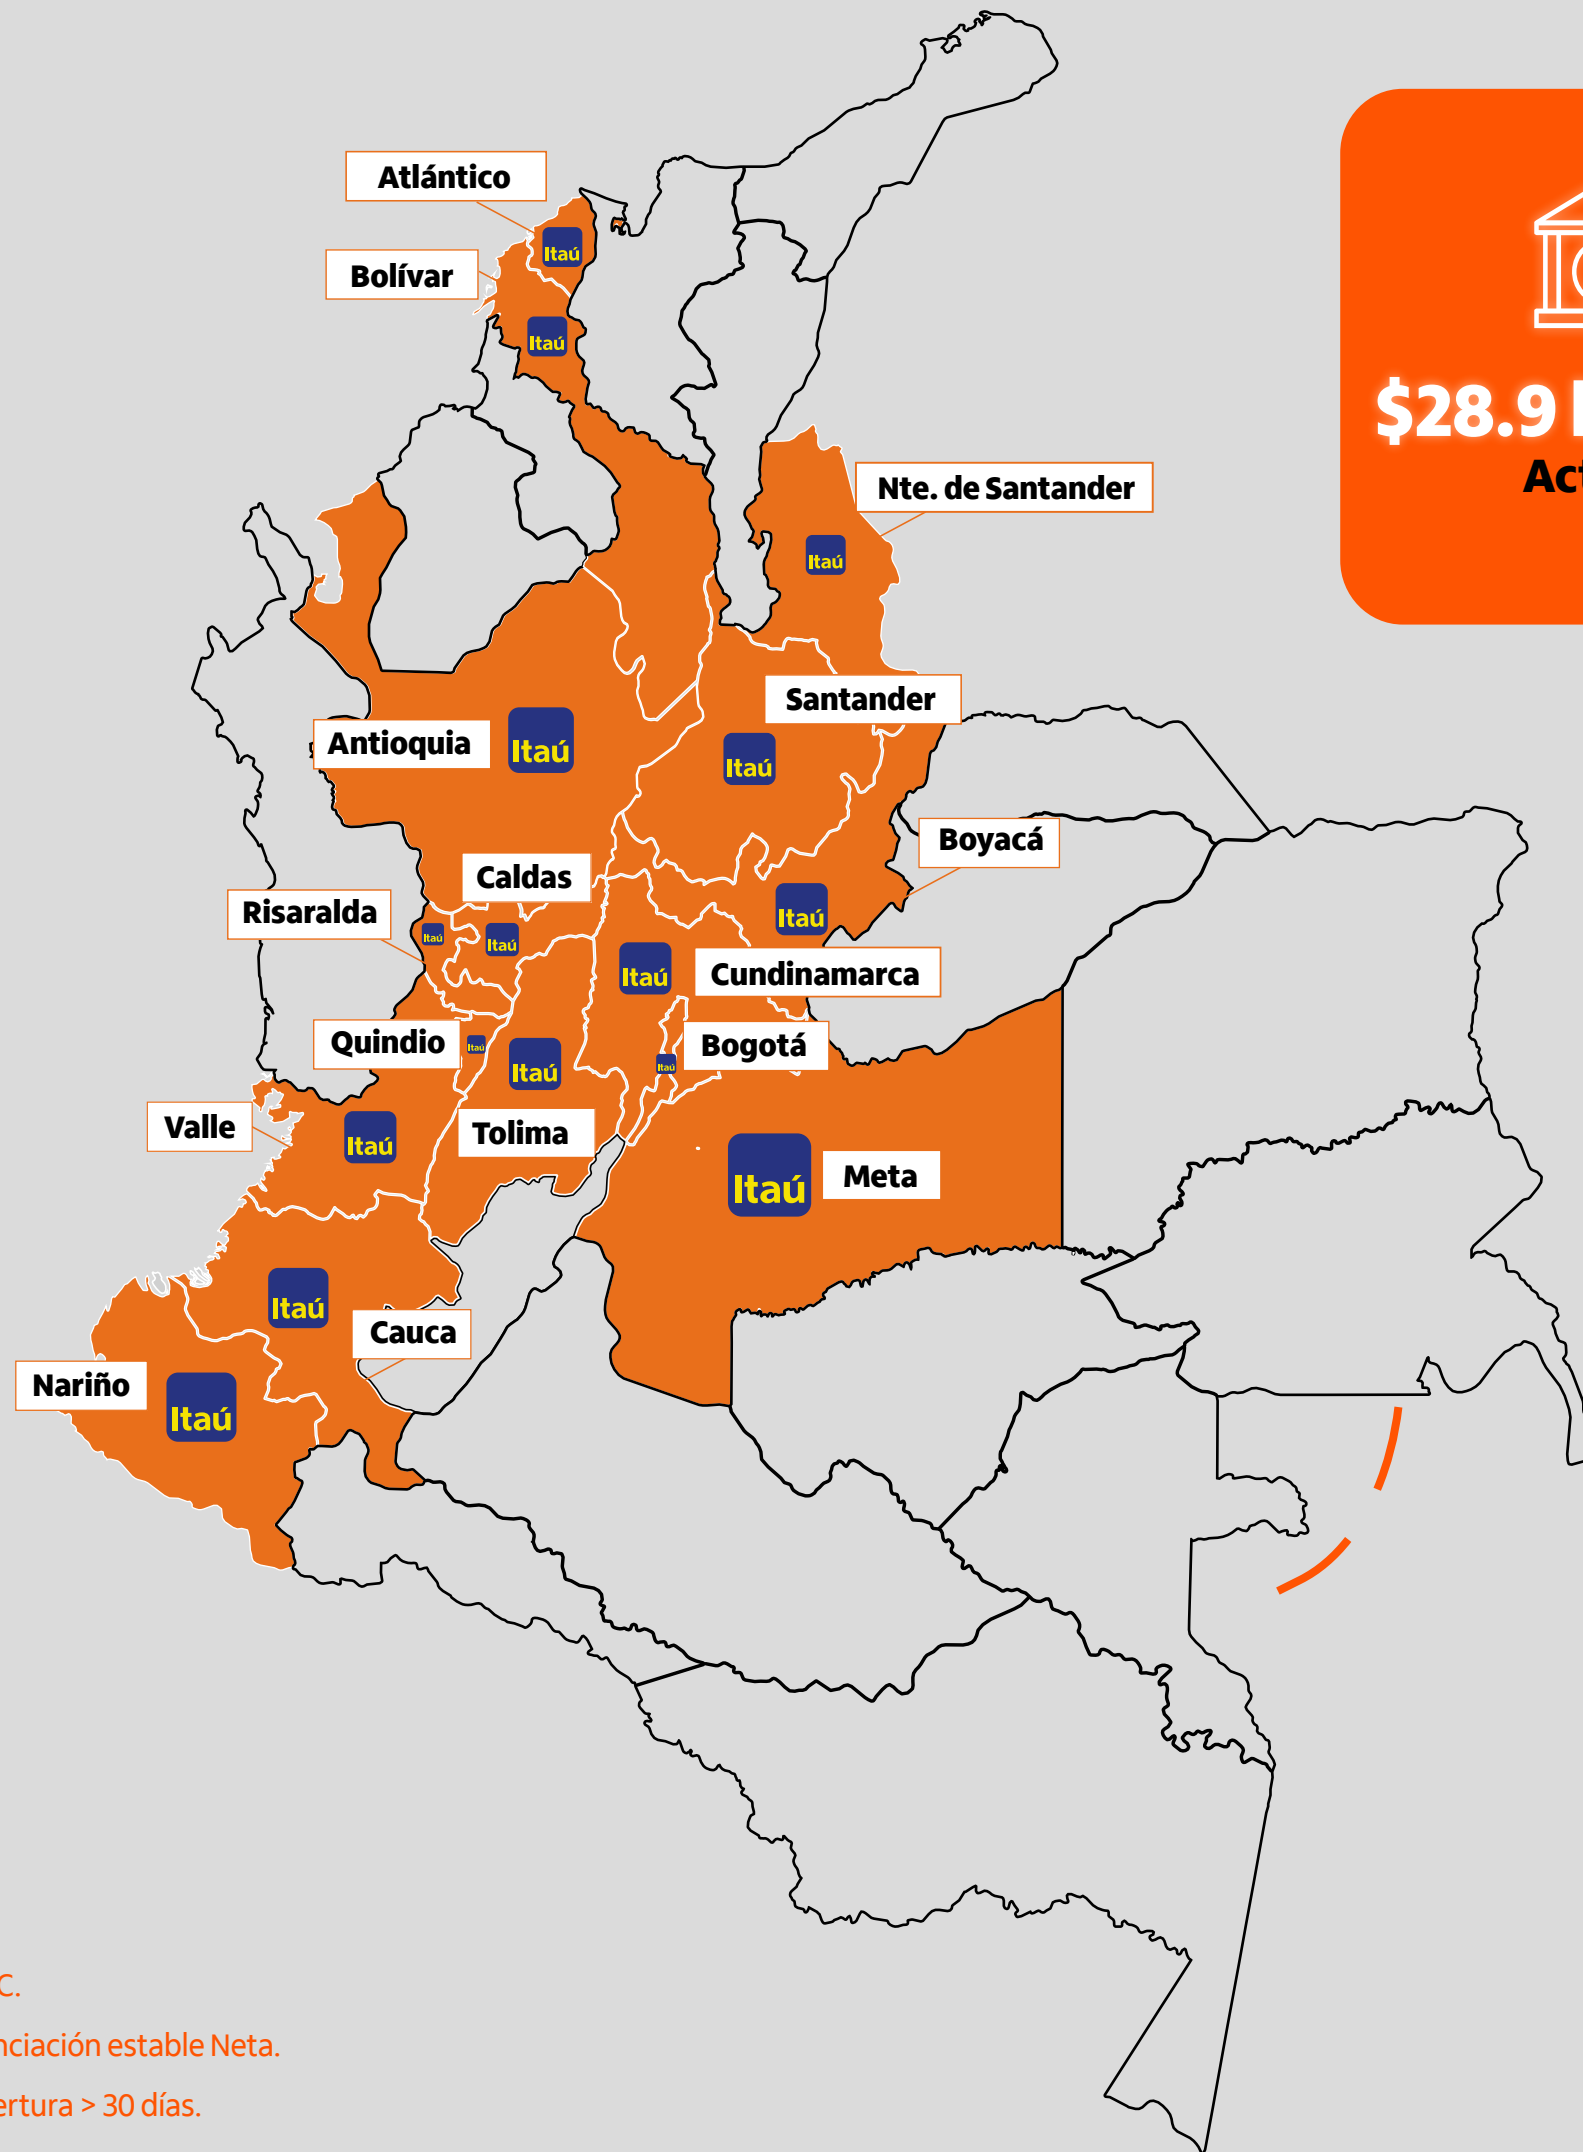 Atlántico
Itaú
Bolívar
Itaú
$28.9
Nte. de Santander
Itaú
Santander
Antioquia
Itaú
Itaú
Boyacá
Caldas
Risaralda
Itaú
Itaú
Itaú
Itaú
Cundinamarca
Quindio
Itaú
Bogotá
Itaú
Itaú
Valle
Itaú
Tolima
Itaú
Meta
Itaú
Cauca
Nariño
Itaú
C.
nciación estable Neta.
ertura > 30 días.